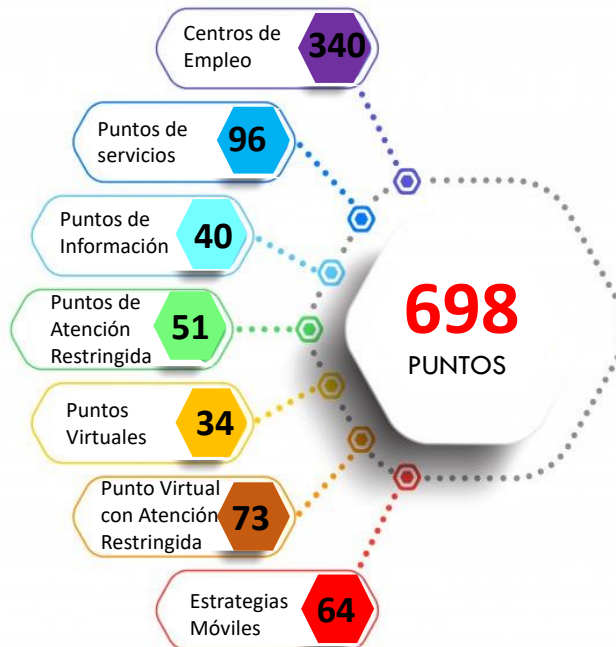 Centros de
Empleo
340
Puntos de
servicios
96
Puntos de
Información
40
Puntos de
Atención
Restringida
51
Puntos
Virtuales
34
Punto Virtual
con Atención
Restringida
73
Estrategias
Móviles
64
698
PUNTOS